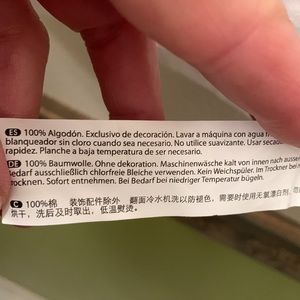 ES 100% Algodón. Exclusivo de decoración. Lavar a máquina con agua
blanqueador sin cloro cuando sea necesario. No utilice suavizante. Usar
rapidez. Planche a baja temperatura de ser necesario.
DE 100% Baumwolle. Ohne dekoration. Maschinenwäsche kalt von innen nach
bedarf ausschließlich chlorfreie Bleiche verwenden. Kein Weichspüler. Im Trockner bei
trocknen. Sofort entnehmen. Bei Bedarf bei niedriger Temperatur bügeln.
C 100%棉 装饰配件除外 翻面冷水机洗以防褪色，需要时使用无氯漂白剂
烘干，洗后及时取出，低温熨烫。